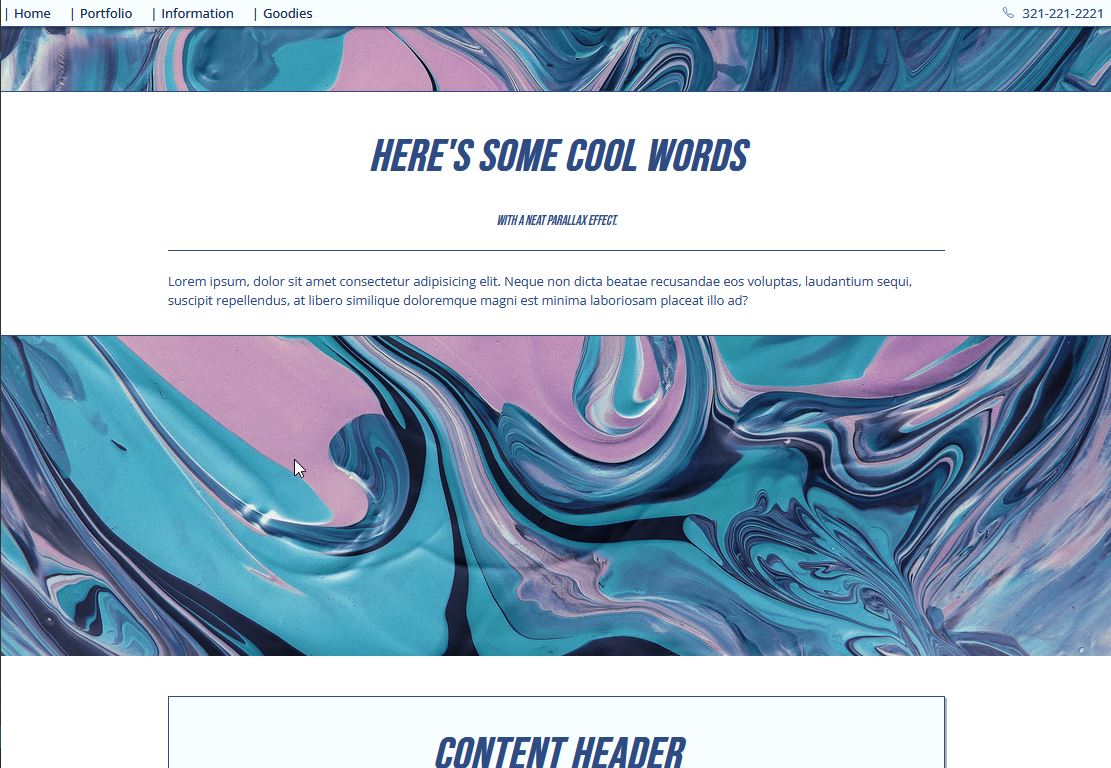 | Home | Portfolio | Information | Goodies 321-221-2221
HERE'S SOME COOL WORDS
WITH A NEAT PARALLAX EFFECT.
Lorem ipsum, dolor sit amet consectetur adipisicing elit. Neque non dicta beatae recusandae eos voluptas, laudantium sequi,
suscipit repellendus, at libero similique doloremque magni est minima laboriosam placeat illo ad?
CONTENT HEADER